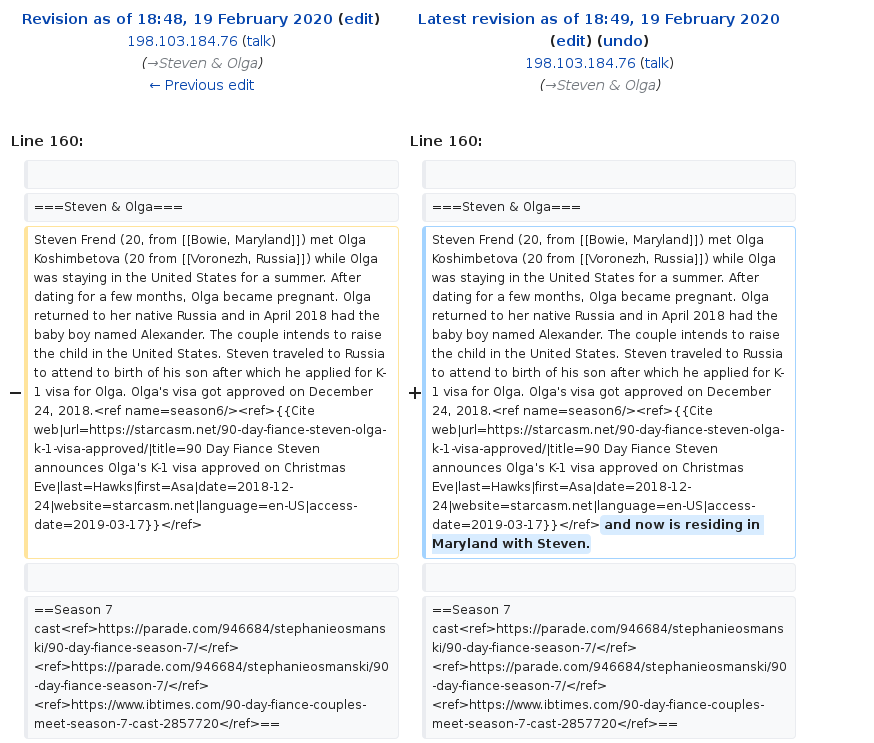 Revision as of 18:48, 19 February 2020 (edit)
198.103.184.76 (talk)
(→Steven & Olga)
← Previous edit
Latest revision as of 18:49, 19 February 2020
(edit) (undo)
198.103.184.76 (talk)
(→Steven & Olga)
Line 160:
Line 160:
===Steven & Olga===
===Steven & Olga===
−
Steven Frend (20, from [[Bowie, Maryland]]) met Olga
Koshimbetova (20 from [[Voronezh, Russia]]) while Olga
was staying in the United States for a summer. After
dating for a few months, Olga became pregnant. Olga
returned to her native Russia and in April 2018 had the
baby boy named Alexander. The couple intends to raise
the child in the United States. Steven traveled to Russia
to attend to birth of his son after which he applied for K-
1 visa for Olga. Olga's visa got approved on December
24, 2018.<ref name=season6/><ref>{{Cite
web|url=https://starcasm.net/90-day-fiance-steven-olga-
k-1-visa-approved/|title=90 Day Fiance Steven
announces Olga's K-1 visa approved on Christmas
Eve|last=Hawks|first=Asa|date=2018-12-
24|website=starcasm.net|language=en-US|access-
date=2019-03-17}}</ref>
+
Steven Frend (20, from [[Bowie, Maryland]]) met Olga
Koshimbetova (20 from [[Voronezh, Russia]]) while Olga
was staying in the United States for a summer. After
dating for a few months, Olga became pregnant. Olga
returned to her native Russia and in April 2018 had the
baby boy named Alexander. The couple intends to raise
the child in the United States. Steven traveled to Russia
to attend to birth of his son after which he applied for K-
1 visa for Olga. Olga's visa got approved on December
24, 2018.<ref name=season6/><ref>{{Cite
web|url=https://starcasm.net/90-day-fiance-steven-olga-
k-1-visa-approved/|title=90 Day Fiance Steven
announces Olga's K-1 visa approved on Christmas
Eve|last=Hawks|first=Asa|date=2018-12-
24|website=starcasm.net|language=en-US|access-
date=2019-03-17}}</ref> and now is residing in
Maryland with Steven.
==Season 7
cast<ref>https://parade.com/946684/stephanieosmans
ki/90-day-fiance-season-7/</ref>
<ref>https://parade.com/946684/stephanieosmanski/90
-day-fiance-season-7/</ref>
<ref>https://www.ibtimes.com/90-day-fiance-couples-
meet-season-7-cast-2857720</ref>==
==Season 7
cast<ref>https://parade.com/946684/stephanieosmans
ki/90-day-fiance-season-7/</ref>
<ref>https://parade.com/946684/stephanieosmanski/90
-day-fiance-season-7/</ref>
<ref>https://www.ibtimes.com/90-day-fiance-couples-
meet-season-7-cast-2857720</ref>==